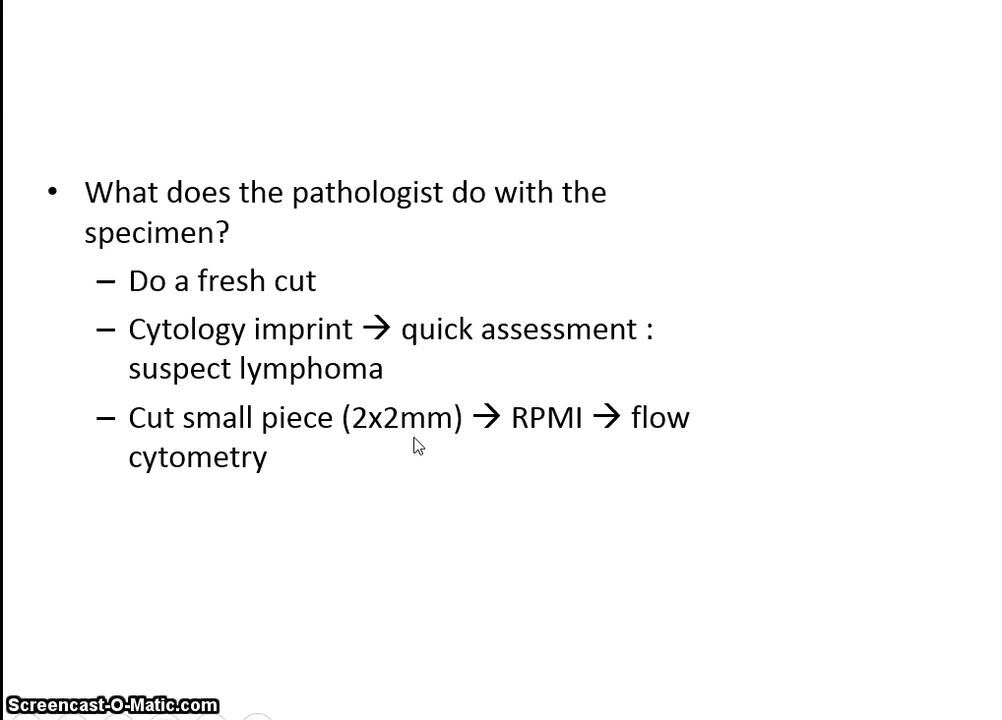 • What does the pathologist do with the
specimen?
– Do a fresh cut
– Cytology imprint → quick assessment :
suspect lymphoma
– Cut small piece (2x2mm) → RPMI → flow
cytometry
Screencast-O-Matic.com